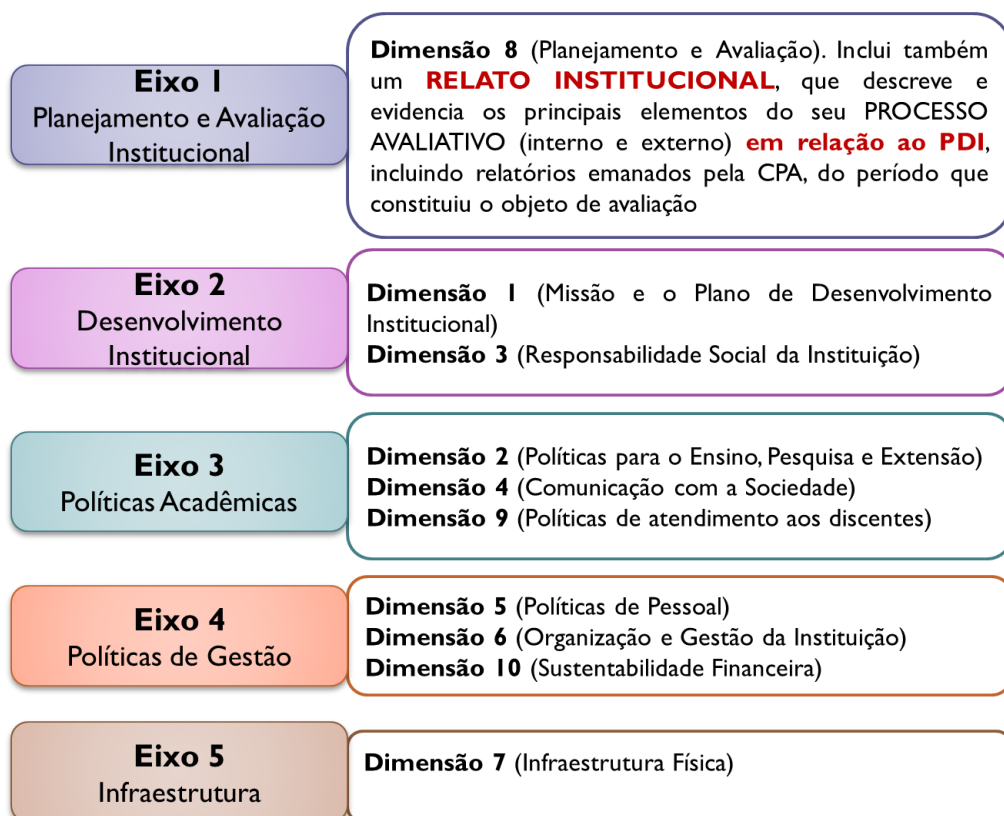 Eixo 1
Planejamento e Avaliação
Institucional
Dimensão 8 (Planejamento e Avaliação). Inclui também
um RELATO INSTITUCIONAL, que descreve e
evidencia os principais elementos do seu PROCESSO
AVALIATIVO (interno e externo) em relação ao PDI,
incluindo relatórios emanados pela CPA, do período que
constituiu o objeto de avaliação
Eixo 2
Desenvolvimento
Institucional
Dimensão 1 (Missão e o Plano de Desenvolvimento
Institucional)
Dimensão 3 (Responsabilidade Social da Instituição)
Eixo 3
Políticas Acadêmicas
Dimensão 2 (Políticas para o Ensino, Pesquisa e Extensão)
Dimensão 4 (Comunicação com a Sociedade)
Dimensão 9 (Políticas de atendimento aos discentes)
Eixo 4
Políticas de Gestão
Dimensão 5 (Políticas de Pessoal)
Dimensão 6 (Organização e Gestão da Instituição)
Dimensão 10 (Sustentabilidade Financeira)
Eixo 5
Infraestrutura
Dimensão 7 (Infraestrutura Física)